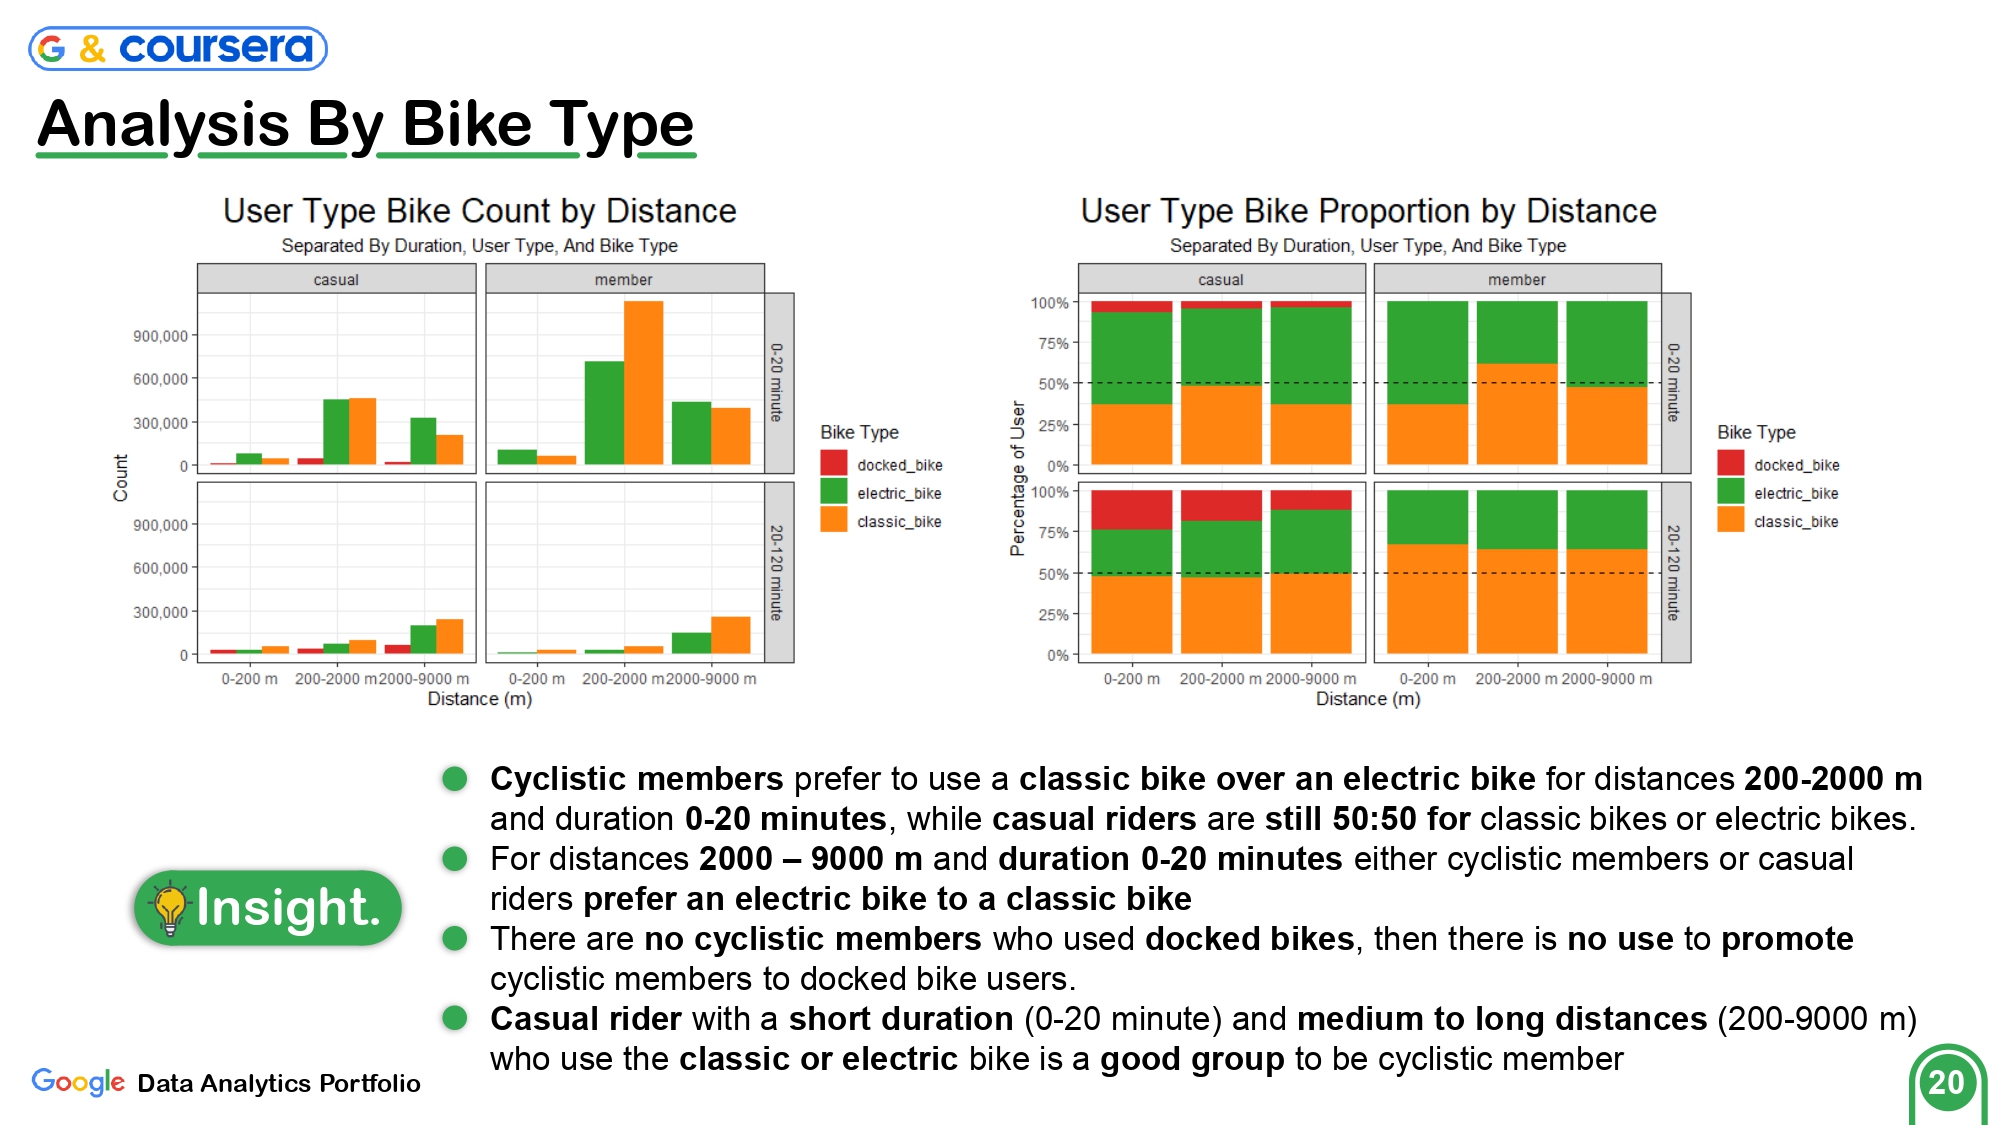 G & coursera
Analysis By Bike Type
User Type Bike Count by Distance
Separated By Duration, User Type, And Bike Type
casual
member
900,000
600,000
300,000
0
0-20 minute
Count
900,000
600,000
300,000
0
20-120 minute
0-200 m 200-2000 m 2000-9000 m
0-200 m 200-2000 m 2000-9000 m
Distance (m)
Bike Type
docked_bike
electric_bike
classic_bike
User Type Bike Proportion by Distance
Separated By Duration, User Type, And Bike Type
casual
member
100%
75%
50%
25%
0%
0-20 minute
Percentage of User
100%
75%
50%
25%
0%
20-120 minute
0-200 m 200-2000 m 2000-9000 m
0-200 m 200-2000 m 2000-9000 m
Distance (m)
Bike Type
docked_bike
electric_bike
classic_bike
Insight.
Cyclistic members prefer to use a classic bike over an electric bike for distances 200-2000 m
and duration 0-20 minutes, while casual riders are still 50:50 for classic bikes or electric bikes.
For distances 2000 – 9000 m and duration 0-20 minutes either cyclistic members or casual
riders prefer an electric bike to a classic bike
There are no cyclistic members who used docked bikes, then there is no use to promote
cyclistic members to docked bike users.
Casual rider with a short duration (0-20 minute) and medium to long distances (200-9000 m)
who use the classic or electric bike is a good group to be cyclistic member
Google Data Analytics Portfolio
20